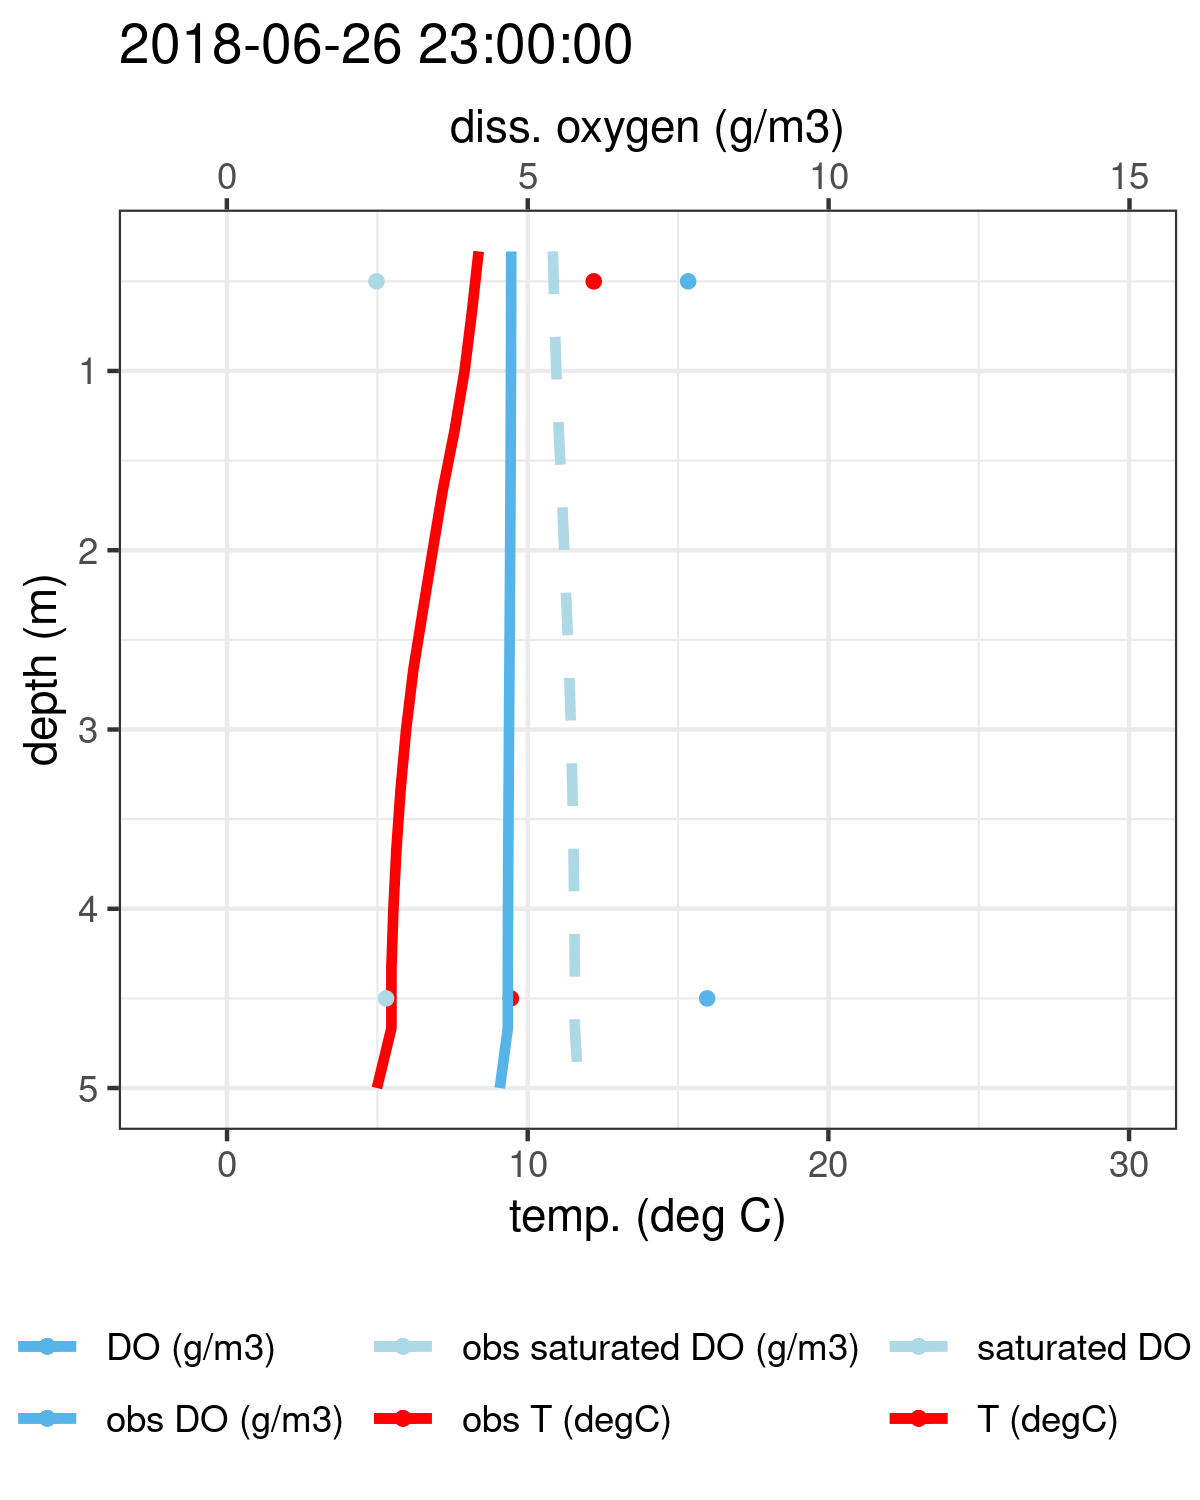 2018-06-26 23:00:00
diss. oxygen (g/m3)
0 5 10 15
1
2
3
4
5
depth (m)
0 10 20 30
temp. (deg C)
DO (g/m3) obs saturated DO (g/m3) saturated DO
obs DO (g/m3) obs T (degC) T (degC)